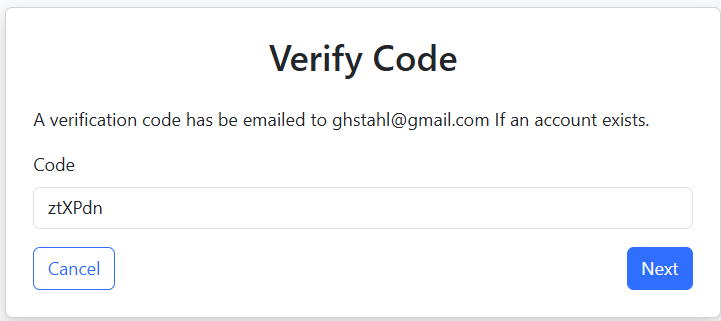 Verify Code
A verification code has be emailed to ghstahl@gmail.com If an account exists.
Code
ztXPdn
Cancel
Next